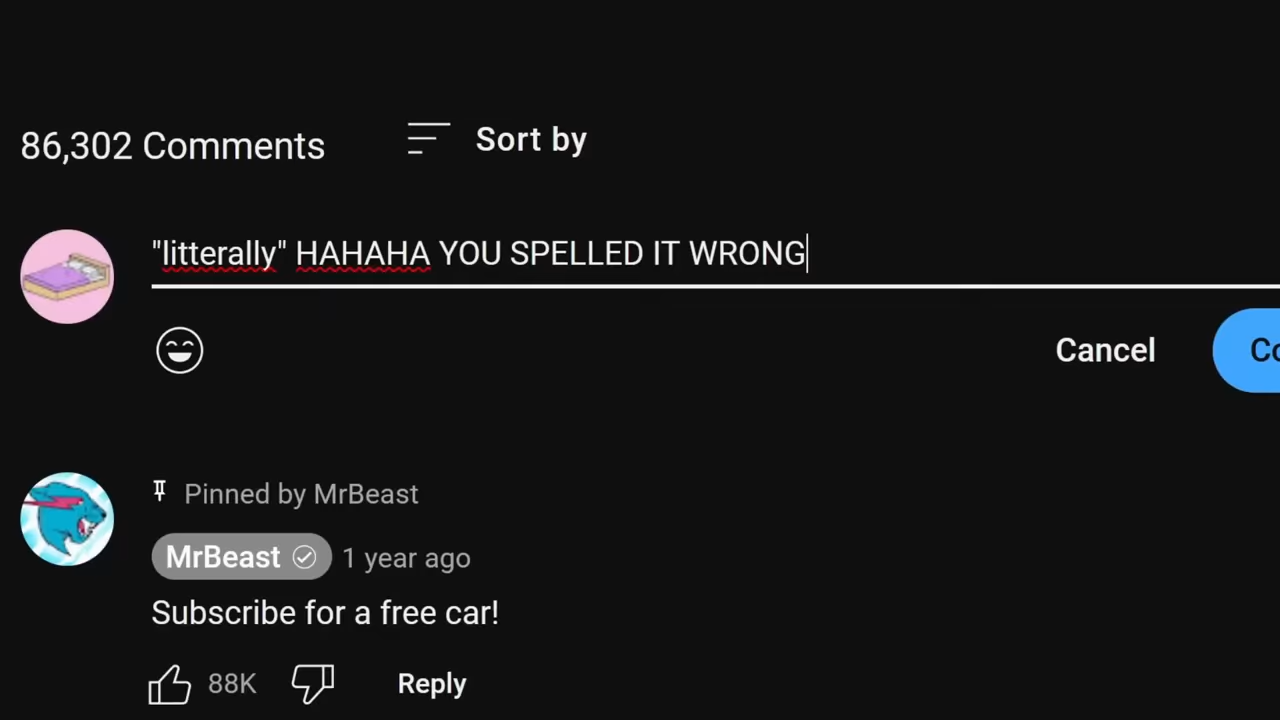 86,302 Comments
Sort by
"litterally" HAHAHA YOU SPELLED IT WRONG
Cancel
Co
Pinned by MrBeast
MrBeast
1 year ago
Subscribe for a free car!
88K
Reply